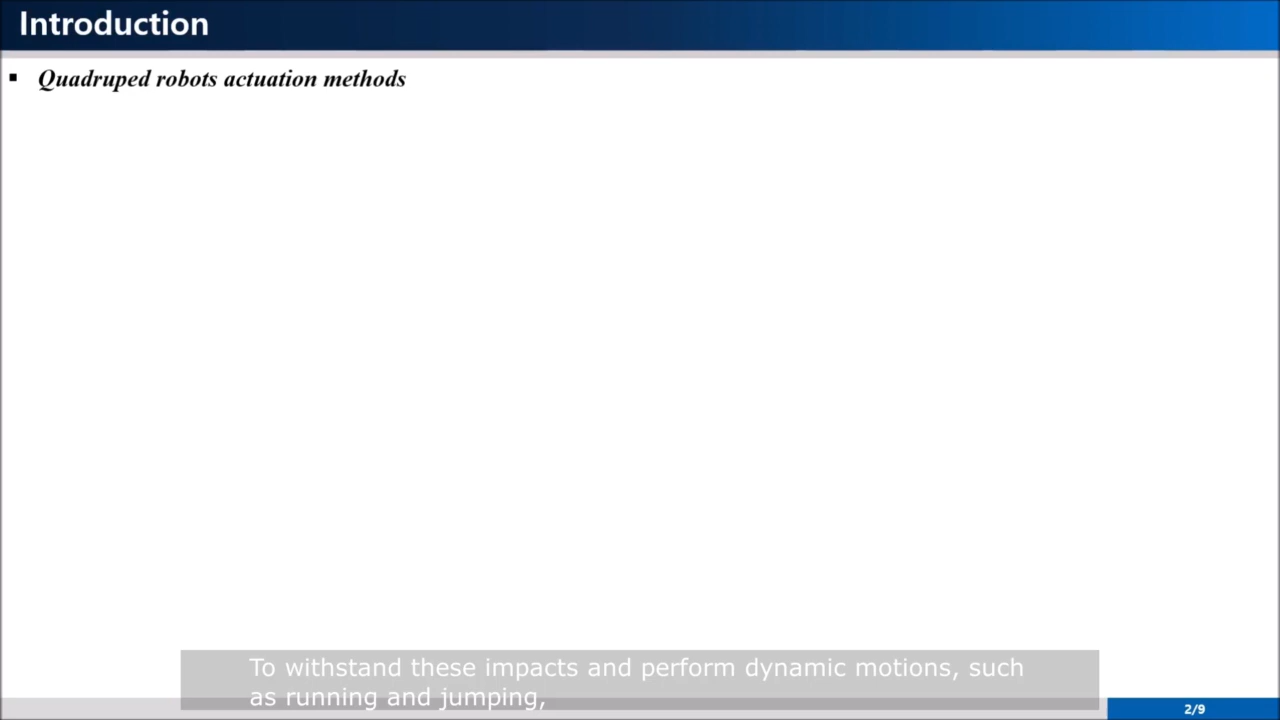 Introduction
▪ Quadruped robots actuation methods
To withstand these impacts and perform dynamic motions, such
as running and jumping,
2/9